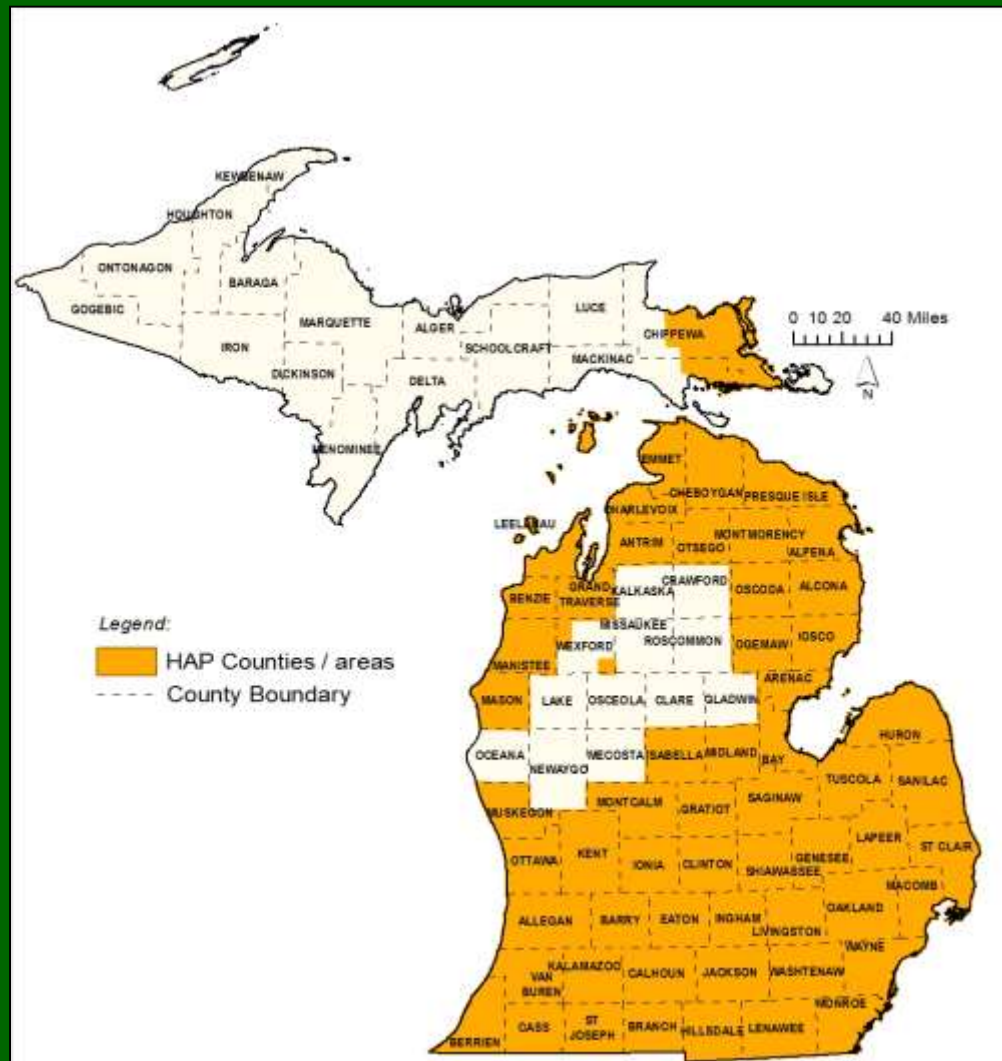 KEWEENAW
HOUGHTON
ONTONAGON
BARAGA
GOGEBIC
MARQUETTE
ALGER
LUCE
CHIPPEWA
0 10 20 40 Miles
IRON
SCHOOLCRAFT
MACKINAC
DICKINSON
DELTA
N
MENOMINEE
EMMET
CHEBOYGAN
PRESQUE ISLE
CHARLEVOIX
LEELANAU
ANTRIM
OTSEGO
MONTMORENCY
ALPENA
BENZIE
GRAND
TRAVERSE
KALKASKA
CRAWFORD
OSCODA
ALCONA
Legend:
HAP Counties / areas
County Boundary
MANISTEE
WEXFORD
MISSAUKEE
ROSCOMMON
OGEMAW
IOSCO
ARENAC
MASON
LAKE
OSCEOLA
CLARE
GLADWIN
HURON
OCEANA
NEWAYGO
MECOSTA
ISABELLA
MIDLAND
BAY
TUSCOLA
SANILAC
MUSKEGON
MONTCALM
GRATIOT
SAGINAW
LAPEER
ST CLAIR
OTTAWA
KENT
IONIA
CLINTON
SHIAWASSEE
GENESEE
MACOMB
OAKLAND
ALLEGAN
BARRY
EATON
INGHAM
LIVINGSTON
WAYNE
VAN
BUREN
KALAMAZOO
CALHOUN
JACKSON
WASHTENAW
MONROE
BERRIEN
CASS
ST
JOSEPH
BRANCH
HILLSDALE
LENAWEE